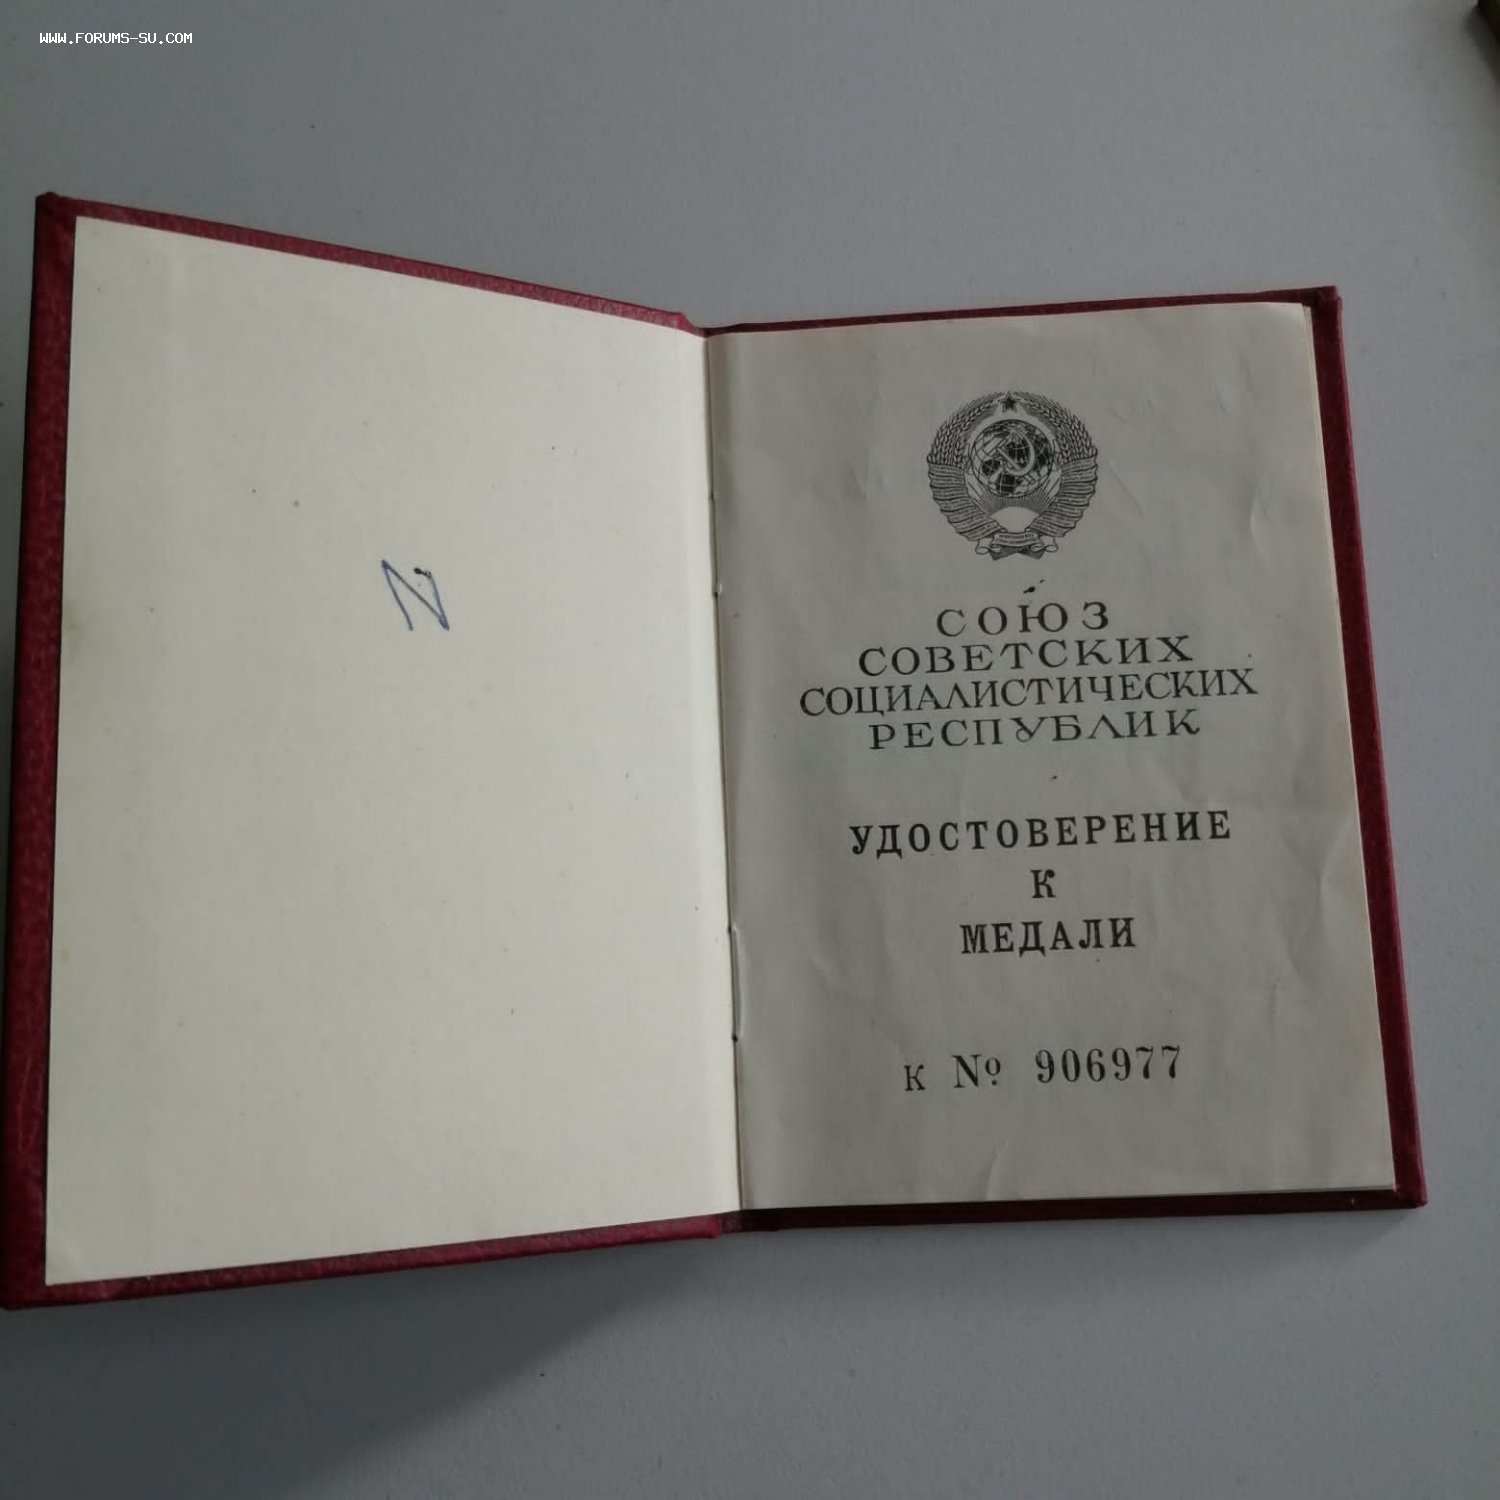 WWW.FORUMS-SU.COM
N
СОЮЗ
СОВЕТСКИХ
СОЦИАЛИСТИЧЕСКИХ
РЕСПУБЛИК
УДОСТОВЕРЕНИЕ
К
МЕДАЛИ
К № 906977